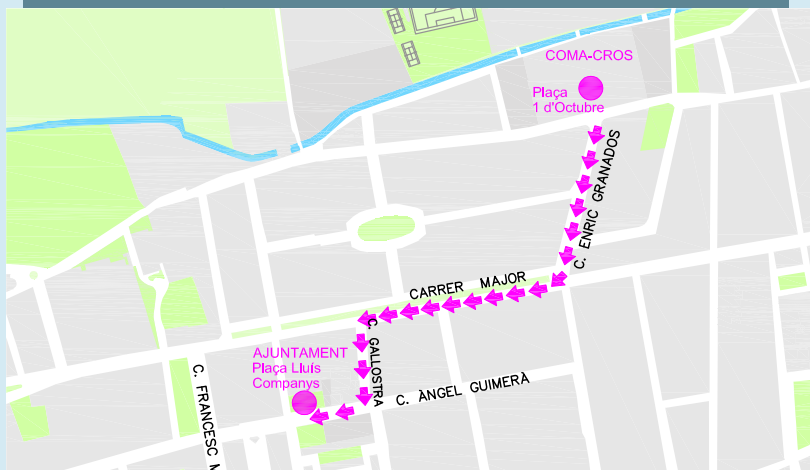 COMA-CROS
Plaça
1 d'Octubre
C. ENRIC GRANADOS
CARRER MAJOR
C. GALLOSTRA
AJUNTAMENT
Plaça Lluís
Companys
C. ÀNGEL GUIMERÀ
C. FRANCESC M